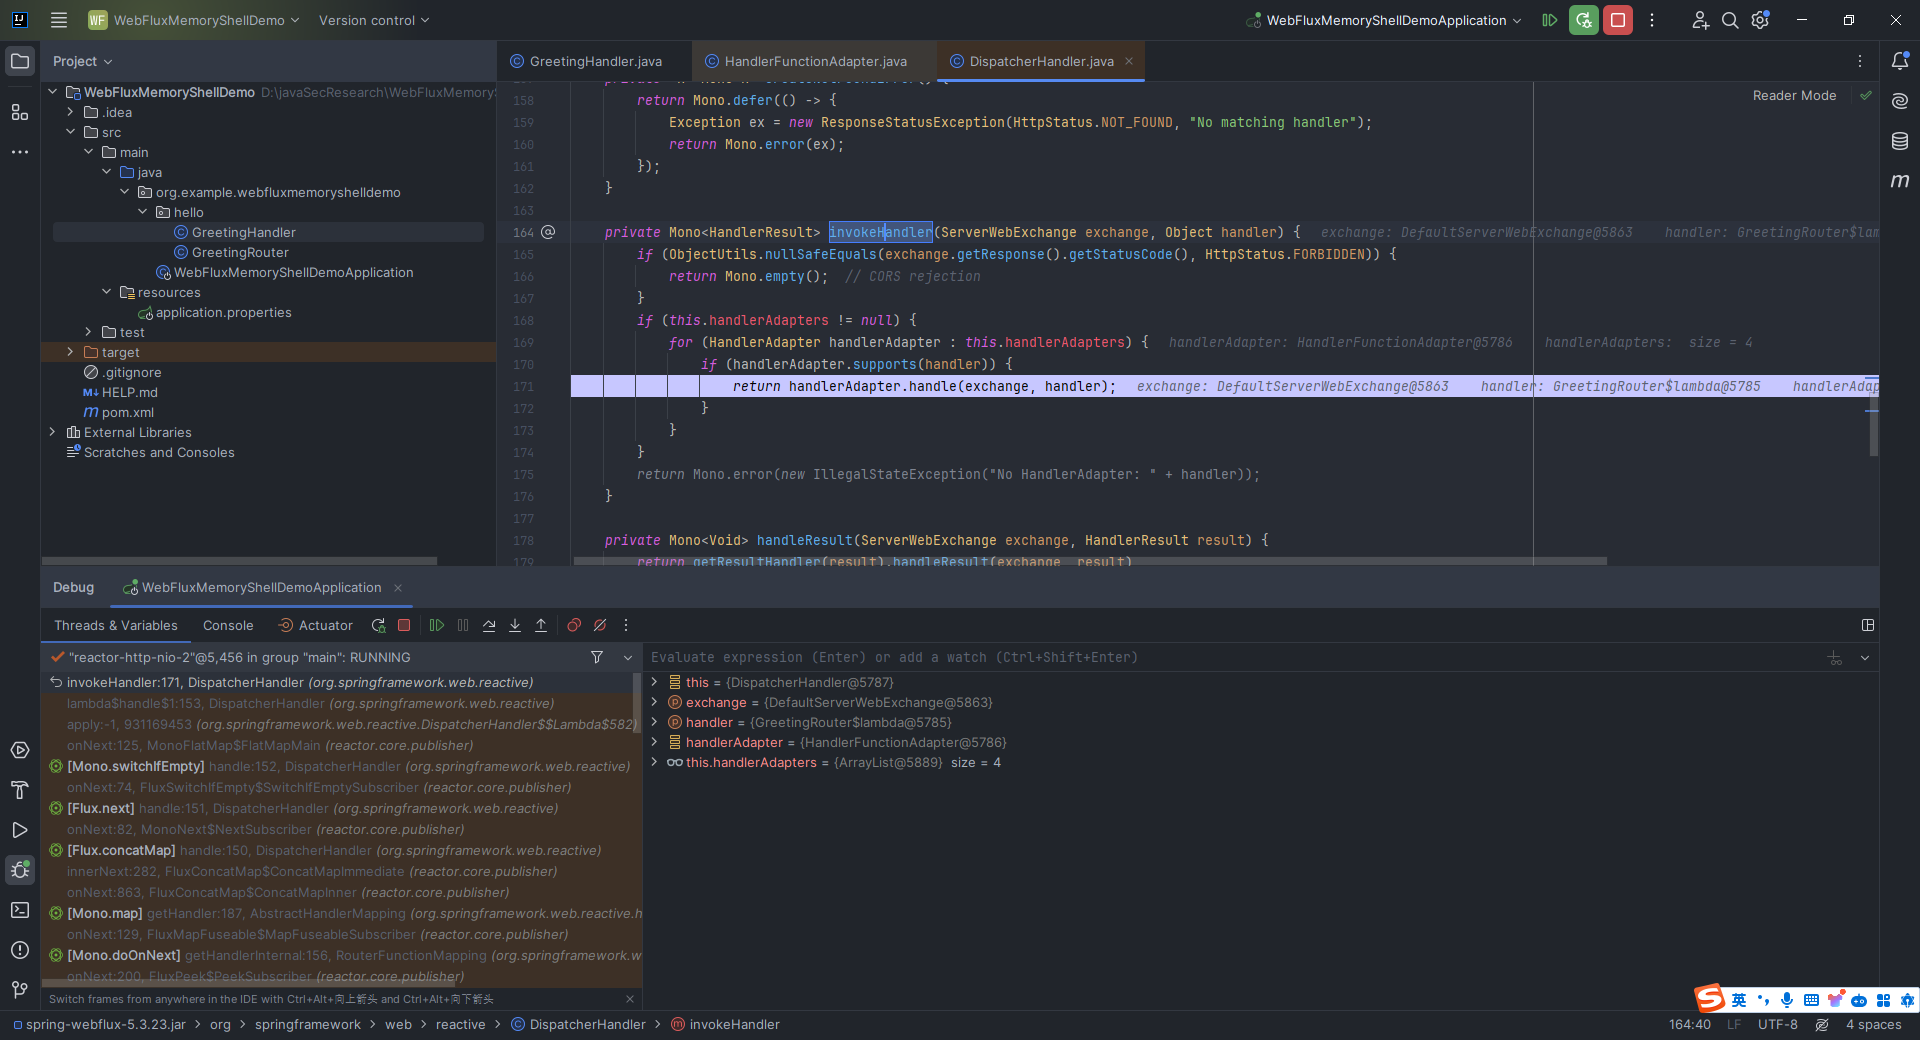 WF WebFluxMemoryShellDemo Version control WebFluxMemoryShellDemoApplication
Project
GreetingHandler.java HandlerFunctionAdapter.java DispatcherHandler.java
WebFluxMemoryShellDemo D:\javaSecResearch\WebFluxMemoryS
.idea
src
main
java
org.example.webfluxmemoryshelldemo
hello
GreetingHandler
GreetingRouter
WebFluxMemoryShellDemoApplication
resources
application.properties
test
target
.gitignore
M↓ HELP.md
m pom.xml
External Libraries
Scratches and Consoles
Reader Mode
158 return Mono.defer(() -> {
159 Exception ex = new ResponseStatusException(HttpStatus.NOT_FOUND, "No matching handler");
160 return Mono.error(ex);
161 });
162 }
163
164 @ private Mono<HandlerResult> invokeHandler(ServerWebExchange exchange, Object handler) { exchange: DefaultServerWebExchange@5863 handler: GreetingRouter$lam
165 if (ObjectUtils.nullSafeEquals(exchange.getResponse().getStatusCode(), HttpStatus.FORBIDDEN)) {
166 return Mono.empty(); // CORS rejection
167 }
168 if (this.handlerAdapters != null) {
169 for (HandlerAdapter handlerAdapter : this.handlerAdapters) { handlerAdapter: HandlerFunctionAdapter@5786 handlerAdapters: size = 4
170 if (handlerAdapter.supports(handler)) {
171 return handlerAdapter.handle(exchange, handler); exchange: DefaultServerWebExchange@5863 handler: GreetingRouter$lambda@5785 handlerAdap
172 }
173 }
174 }
175 return Mono.error(new IllegalStateException("No HandlerAdapter: " + handler));
176 }
177
178 private Mono<Void> handleResult(ServerWebExchange exchange, HandlerResult result) {
179 return getResultHandler(result).handleResult(exchange, result)
m
Debug WebFluxMemoryShellDemoApplication
Threads & Variables Console Actuator
"reactor-http-nio-2"@5,456 in group "main": RUNNING
invokeHandler:171, DispatcherHandler (org.springframework.web.reactive)
lambda$handle$1:153, DispatcherHandler (org.springframework.web.reactive)
apply:-1, 931169453 (org.springframework.web.reactive.DispatcherHandler$$Lambda$582)
onNext:125, MonoFlatMap$FlatMapMain (reactor.core.publisher)
[Mono.switchIfEmpty] handle:152, DispatcherHandler (org.springframework.web.reactive)
onNext:74, FluxSwitchIfEmpty$SwitchIfEmptySubscriber (reactor.core.publisher)
[Flux.next] handle:151, DispatcherHandler (org.springframework.web.reactive)
onNext:82, MonoNext$NextSubscriber (reactor.core.publisher)
[Flux.concatMap] handle:150, DispatcherHandler (org.springframework.web.reactive)
innerNext:282, FluxConcatMap$ConcatMapImmediate (reactor.core.publisher)
onNext:863, FluxConcatMap$ConcatMapInner (reactor.core.publisher)
[Mono.map] getHandler:187, AbstractHandlerMapping (org.springframework.web.reactive.h
onNext:129, FluxMapFuseable$MapFuseableSubscriber (reactor.core.publisher)
[Mono.doOnNext] getHandlerInternal:156, RouterFunctionMapping (org.springframework.w
onNext:200, FluxPeek$PeekSubscriber (reactor.core.publisher)
Switch frames from anywhere in the IDE with Ctrl+Alt+向上箭头 and Ctrl+Alt+向下箭头
Evaluate expression (Enter) or add a watch (Ctrl+Shift+Enter)
this = {DispatcherHandler@5787}
exchange = {DefaultServerWebExchange@5863}
handler = {GreetingRouter$lambda@5785}
handlerAdapter = {HandlerFunctionAdapter@5786}
this.handlerAdapters = {ArrayList@5889} size = 4
英
spring-webflux-5.3.23.jar > org > springframework > web > reactive > DispatcherHandler > invokeHandler
164:40 LF UTF-8 4 spaces